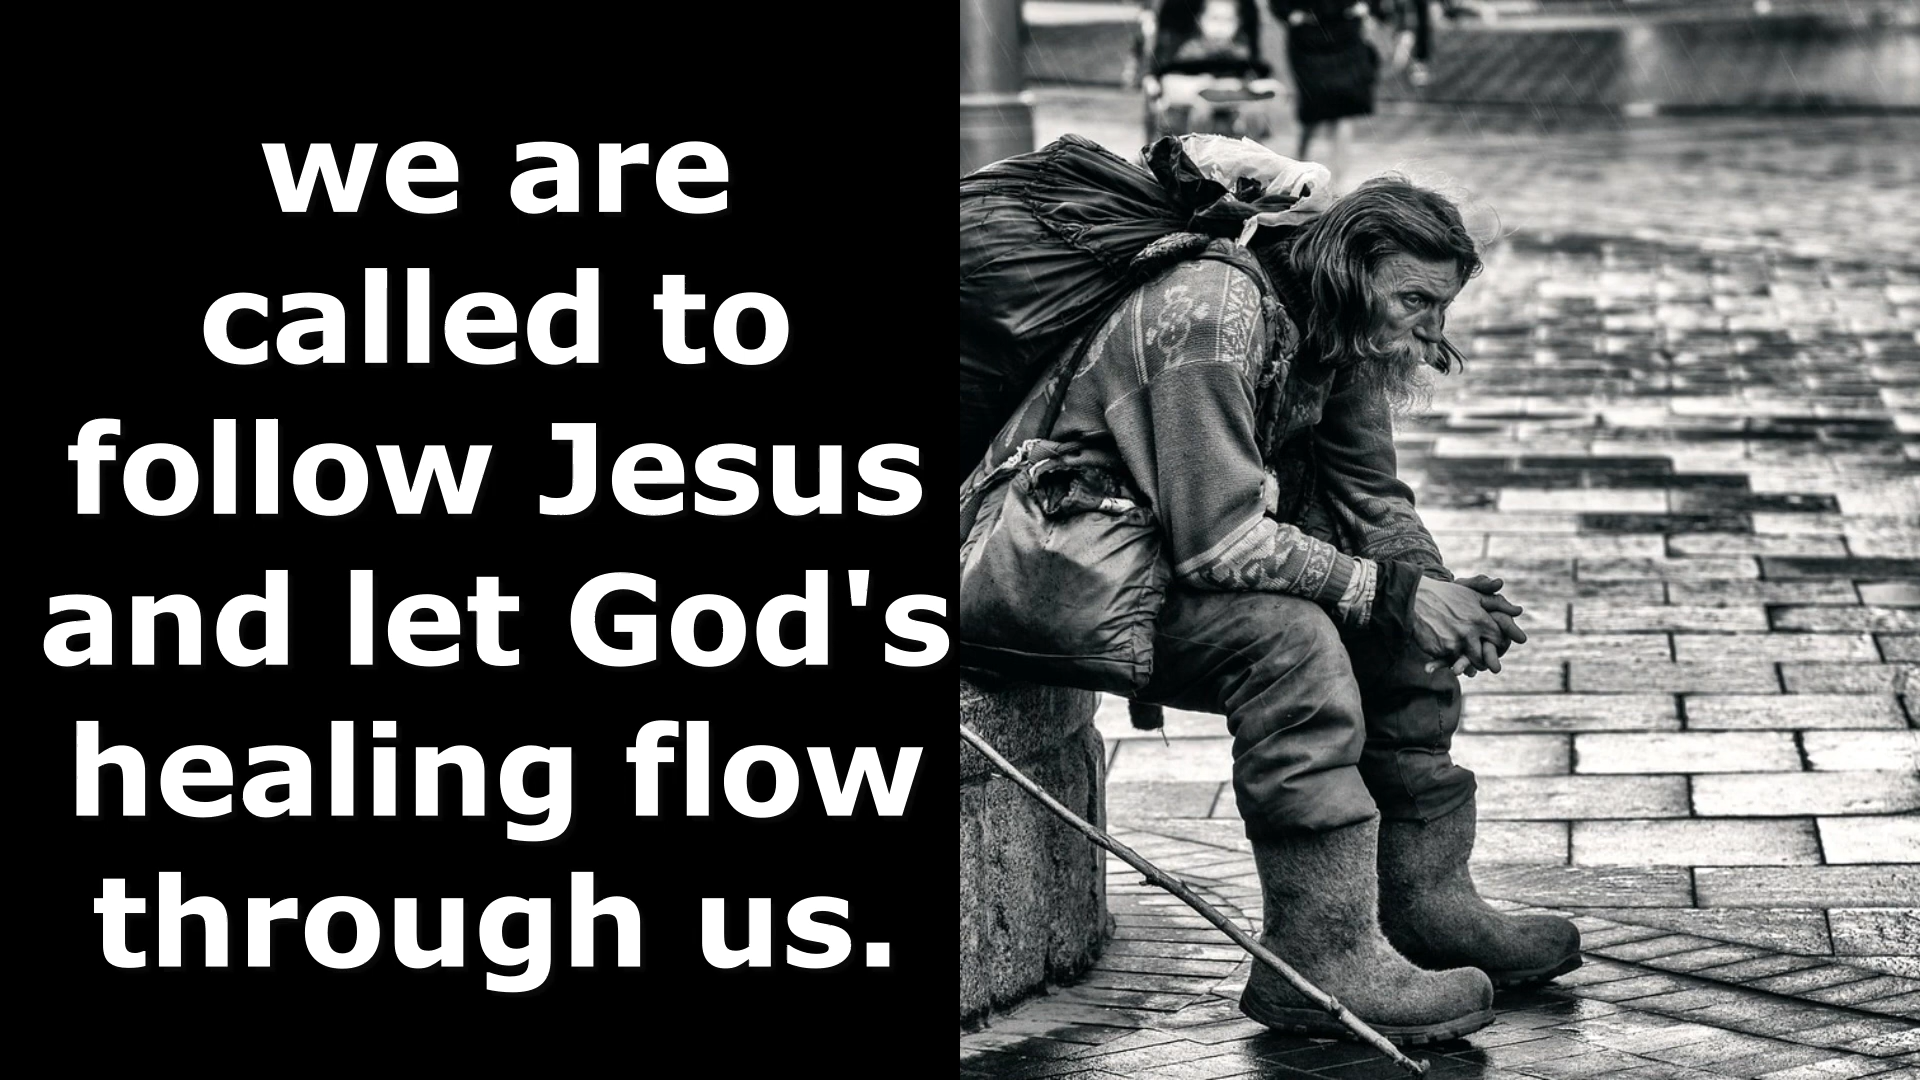 we are
called to
follow Jesus
and let God's
healing flow
through us.